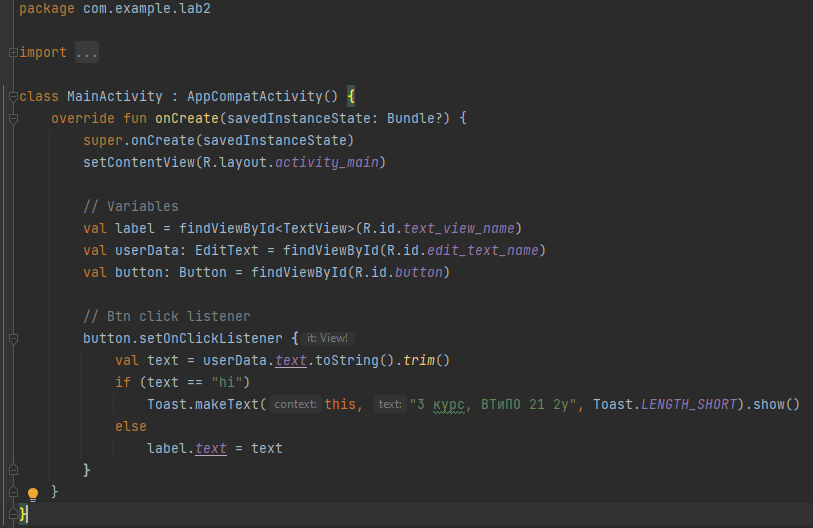 package com.example.lab2
import ...
class MainActivity : AppCompatActivity() {
override fun onCreate(savedInstanceState: Bundle?) {
super.onCreate(savedInstanceState)
setContentView(R.layout.activity_main)
// Variables
val label = findViewById<TextView>(R.id.text_view_name)
val userData: EditText = findViewById(R.id.edit_text_name)
val button: Button = findViewById(R.id.button)
// Btn click listener
button.setOnClickListener { it: View!
val text = userData.text.toString().trim()
if (text == "hi")
Toast.makeText( context: this, text: "3 курс, ВТиПО 21 2у", Toast.LENGTH_SHORT).show()
else
label.text = text
}
}
}